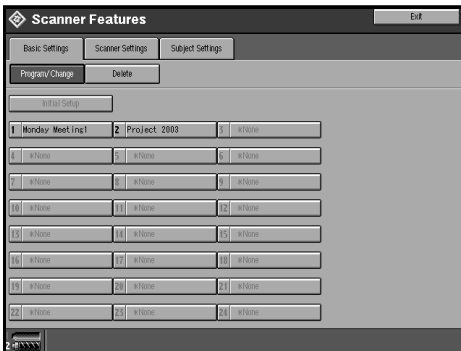 Scanner Features Exit
Basic Settings Scanner Settings Subject Settings
Program/Change Delete
Initial Setup
1 Monday Meeting1 2 Project 2003 3 *None
4 *None 5 *None 6 *None
7 *None 8 *None 9 *None
10 *None 11 *None 12 *None
13 *None 14 *None 15 *None
16 *None 17 *None 18 *None
19 *None 20 *None 21 *None
22 *None 23 *None 24 *None
2